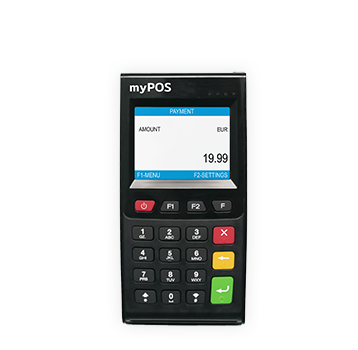 myPOS
PAYMENT
AMOUNT EUR
19.99
F1-MENU F2-SETTINGS
F1 F2 F
1 2 3
ABC DEF
4 5 6
GHI JKL MNO
7 8 9
TUV WXY
0